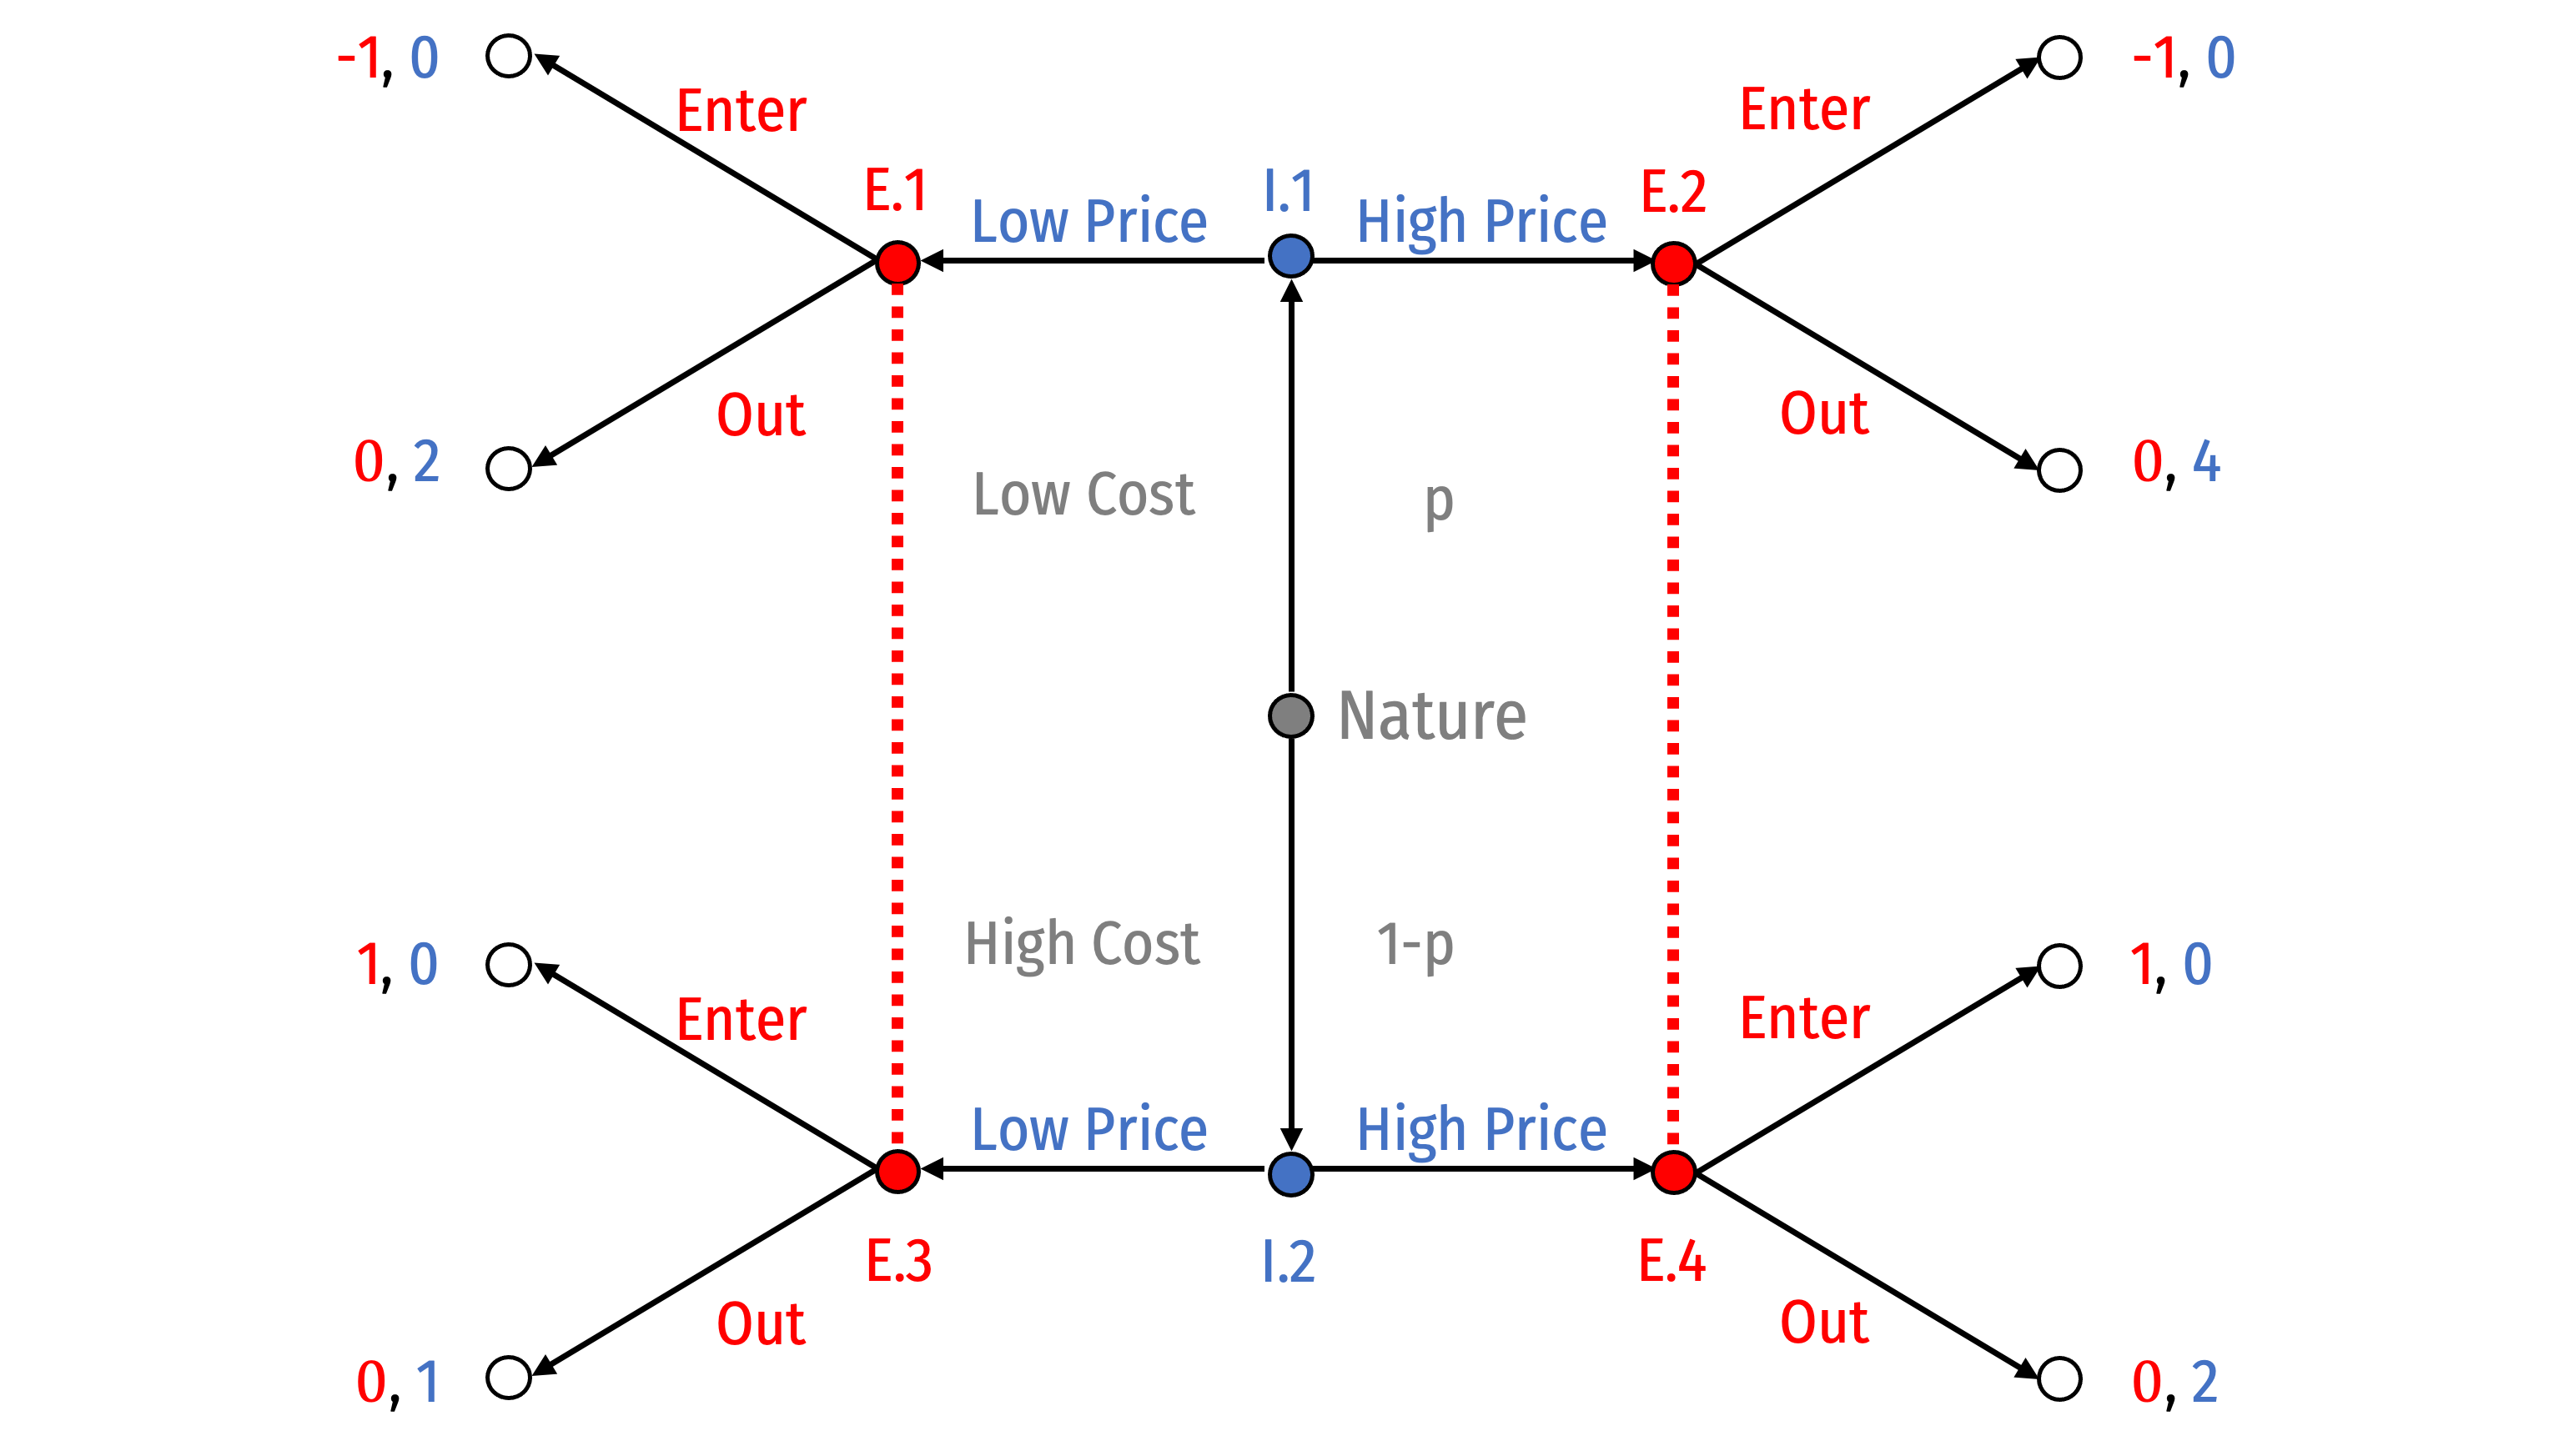 -1, 0
Enter
Enter
-1, 0
E.1
Low Price
I.1
High Price
E.2
0, 2
Out
Out
0, 4
Low Cost
p
Nature
High Cost
1-p
1, 0
Enter
Enter
1, 0
Low Price
High Price
E.3
I.2
E.4
Out
Out
0, 1
0, 2